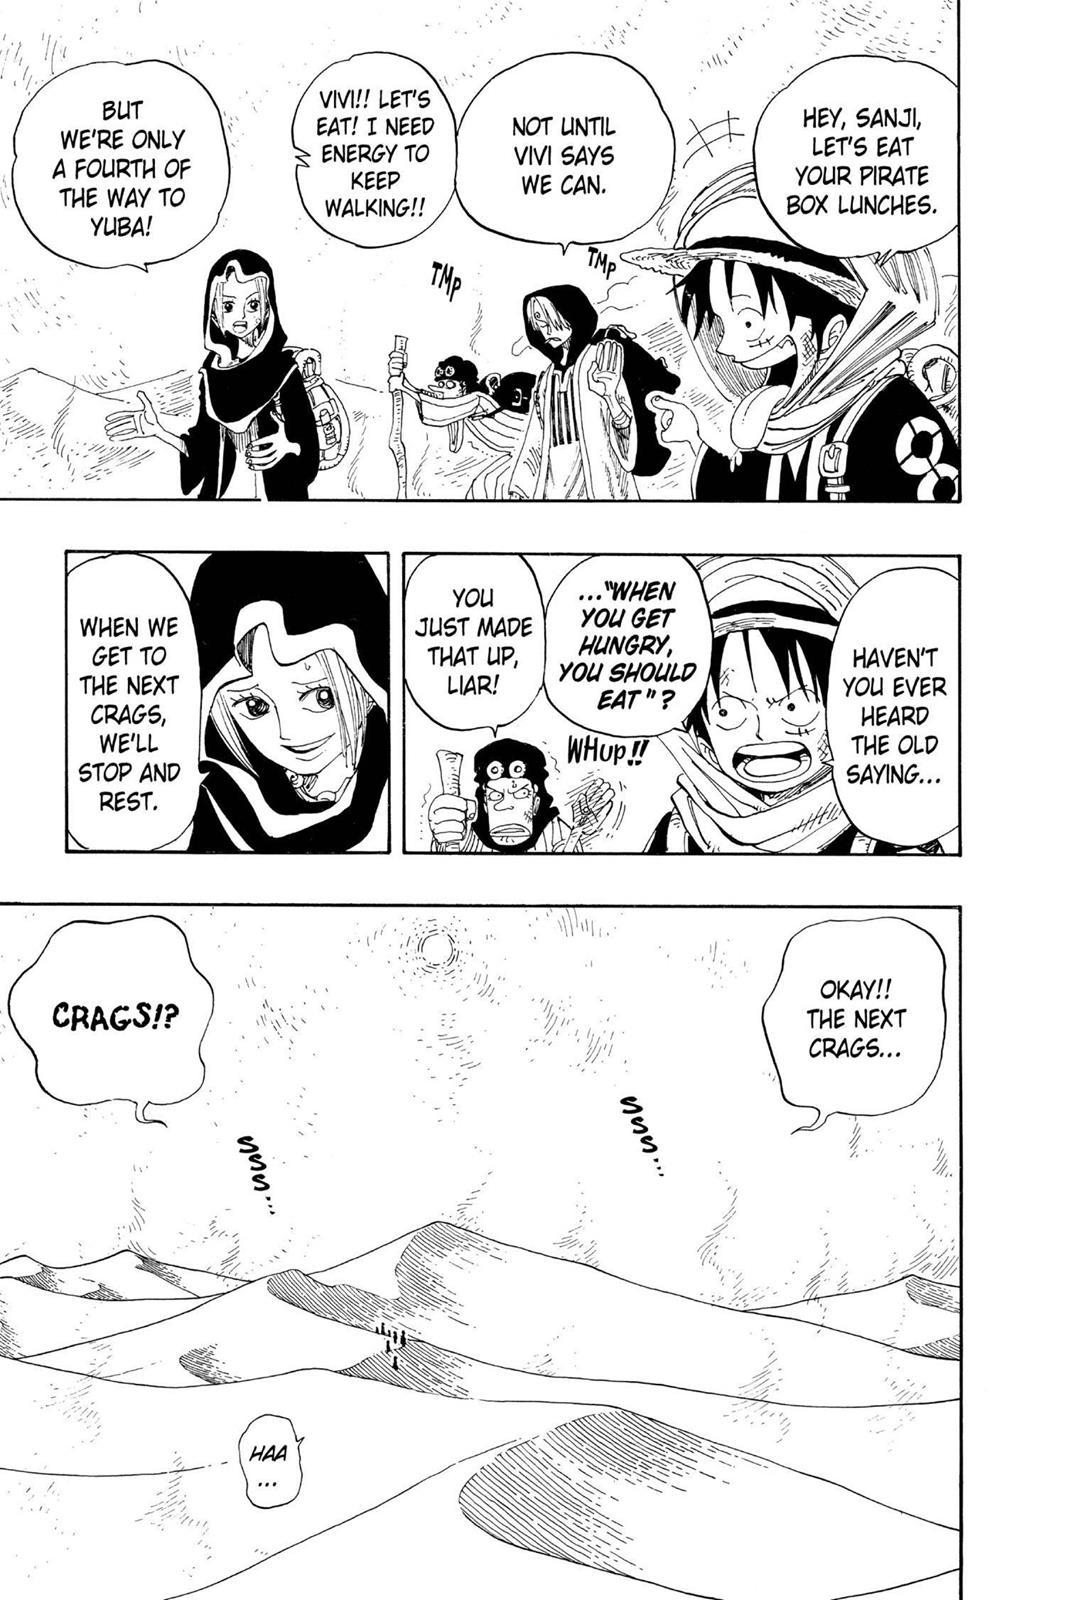 HEY, SANJI,
LET'S EAT
YOUR PIRATE
BOX LUNCHES.
NOT UNTIL
VIVI SAYS
WE CAN.
TMP
VIVI!! LET'S
EAT! I NEED
ENERGY TO
KEEP
WALKING!!
TMP
BUT
WE'RE ONLY
A FOURTH OF
THE WAY TO
YUBA!
HAVEN'T
YOU EVER
HEARD
THE OLD
SAYING...
..."WHEN
YOU GET
HUNGRY,
YOU SHOULD
EAT"?
WHUP!!
YOU
JUST MADE
THAT UP,
LIAR!
WHEN WE
GET TO
THE NEXT
CRAGS,
WE'LL
STOP AND
REST.
OKAY!!
THE NEXT
CRAGS...
SSS...
CRAGS!?
SSSS...
HAA
...